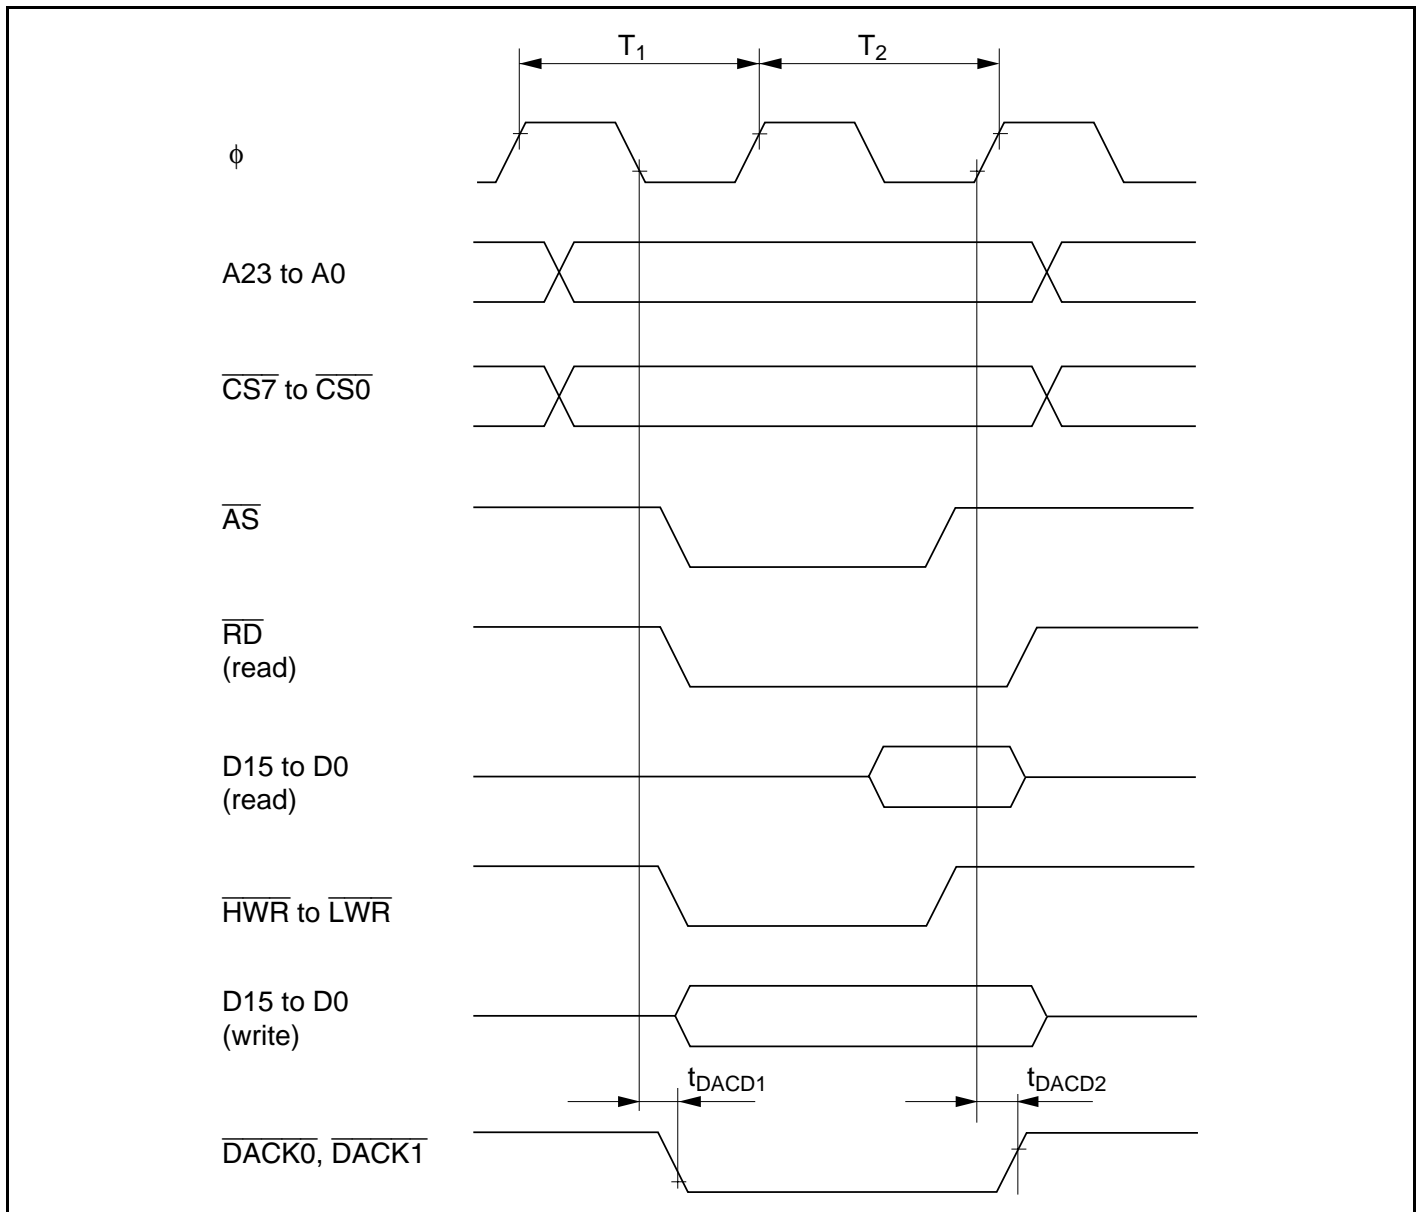 T1 T2
ϕ
A23 to A0
CS7 to CS0
AS
RD
(read)
D15 to D0
(read)
HWR to LWR
D15 to D0
(write)
tDACD1 tDACD2
DACK0, DACK1